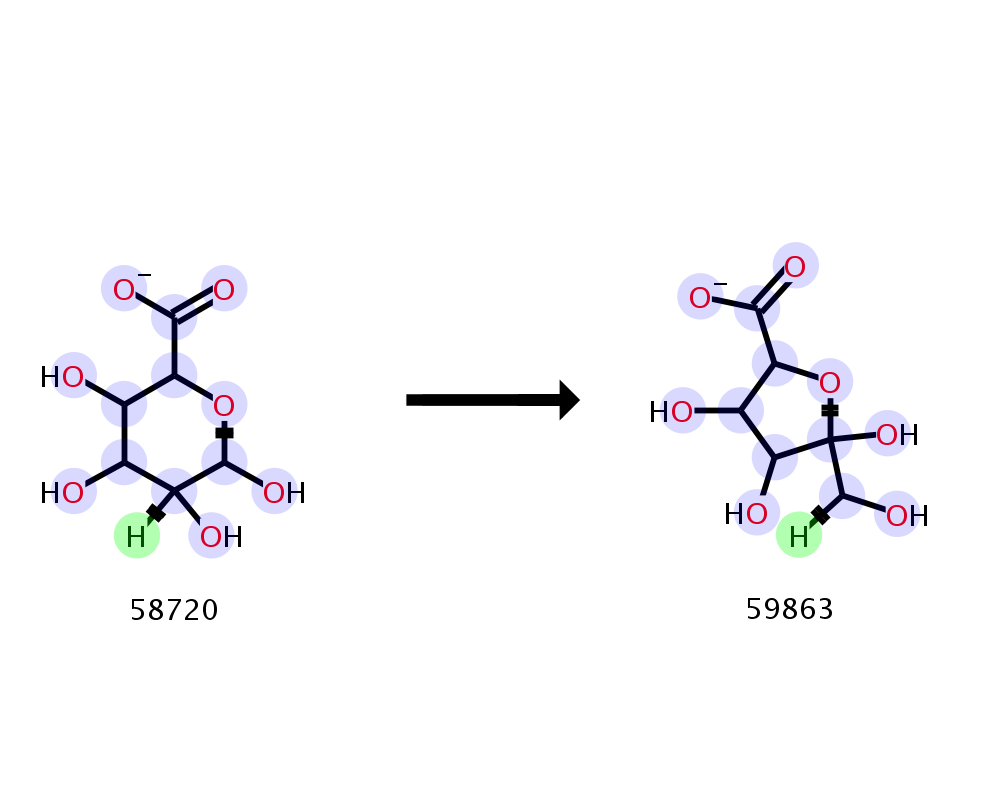 O⁻ O O
HO O HO O
HO OH O OH
H OH HO H OH
58720 59863